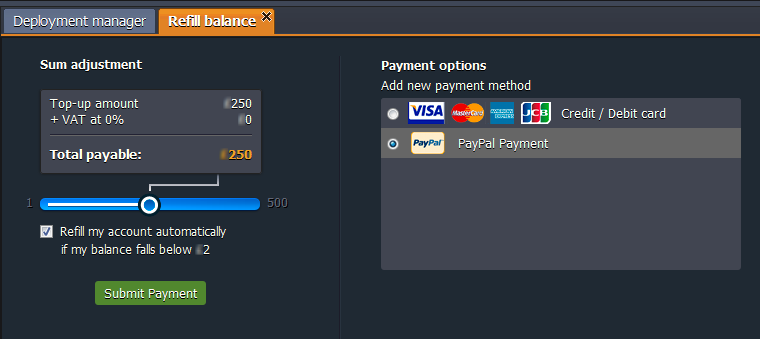 Deployment manager
Refill balance
Sum adjustment
Top-up amount 250
+ VAT at 0% 0
Total payable: 250
1 500
Refill my account automatically
if my balance falls below 2
Submit Payment
Payment options
Add new payment method
VISA MasterCard AMERICAN EXPRESS JCB Credit / Debit card
PayPal PayPal Payment